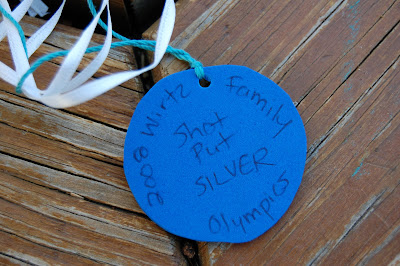 2008 Wirtz Family Olympics
Shot
Put
SILVER